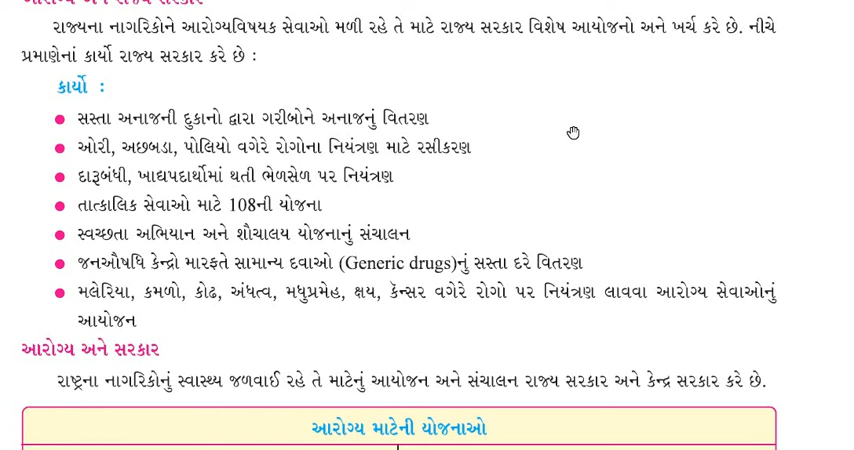 આરોગ્ય અને રાજ્ય સરકાર
રાજ્યના નાગરિકોને આરોગ્યવિષયક સેવાઓ મળી રહે તે માટે રાજ્ય સરકાર વિશેષ આયોજનો અને ખર્ચ કરે છે. નીચે
પ્રમાણેનાં કાર્યો રાજ્ય સરકાર કરે છે :
કાર્યો :
● સસ્તા અનાજની દુકાનો દ્વારા ગરીબોને અનાજનું વિતરણ
● ઓરી, અછબડા, પોલિયો વગેરે રોગોના નિયંત્રણ માટે રસીકરણ
● દારૂબંધી, ખાદ્યપદાર્થોમાં થતી ભેળસેળ પર નિયંત્રણ
● તાત્કાલિક સેવાઓ માટે 108ની યોજના
● સ્વચ્છતા અભિયાન અને શૌચાલય યોજનાનું સંચાલન
● જનઔષધિ કેન્દ્રો મારફતે સામાન્ય દવાઓ (Generic drugs)નું સસ્તા દરે વિતરણ
● મલેરિયા, કમળો, કોઢ, અંધત્વ, મધુપ્રમેહ, ક્ષય, કૅન્સર વગેરે રોગો પર નિયંત્રણ લાવવા આરોગ્ય સેવાઓનું
આયોજન
આરોગ્ય અને સરકાર
રાષ્ટ્રના નાગરિકોનું સ્વાસ્થ્ય જળવાઈ રહે તે માટેનું આયોજન અને સંચાલન રાજ્ય સરકાર અને કેન્દ્ર સરકાર કરે છે.
આરોગ્ય માટેની યોજનાઓ